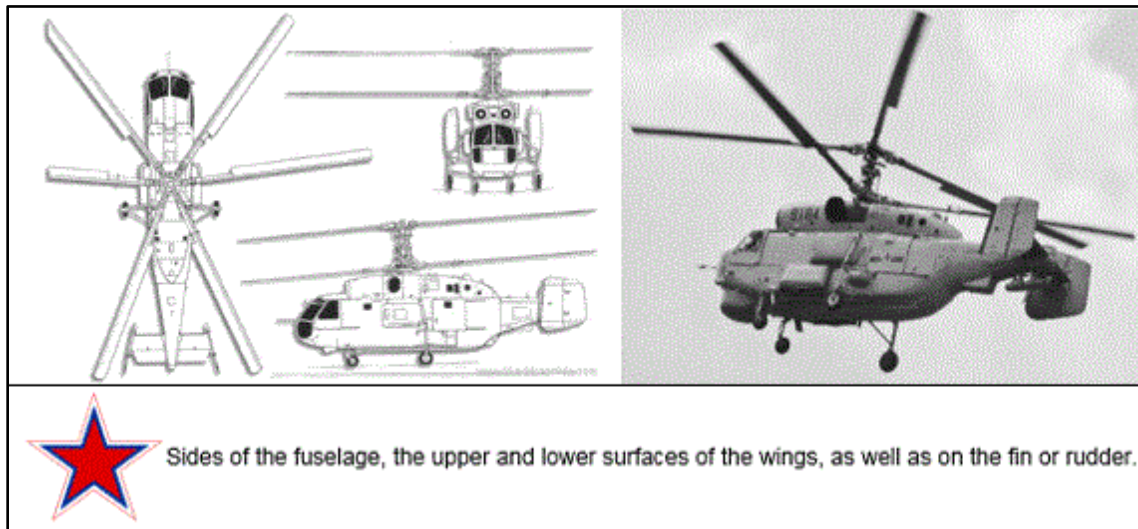 Sides of the fuselage, the upper and lower surfaces of the wings, as well as on the fin or rudder.